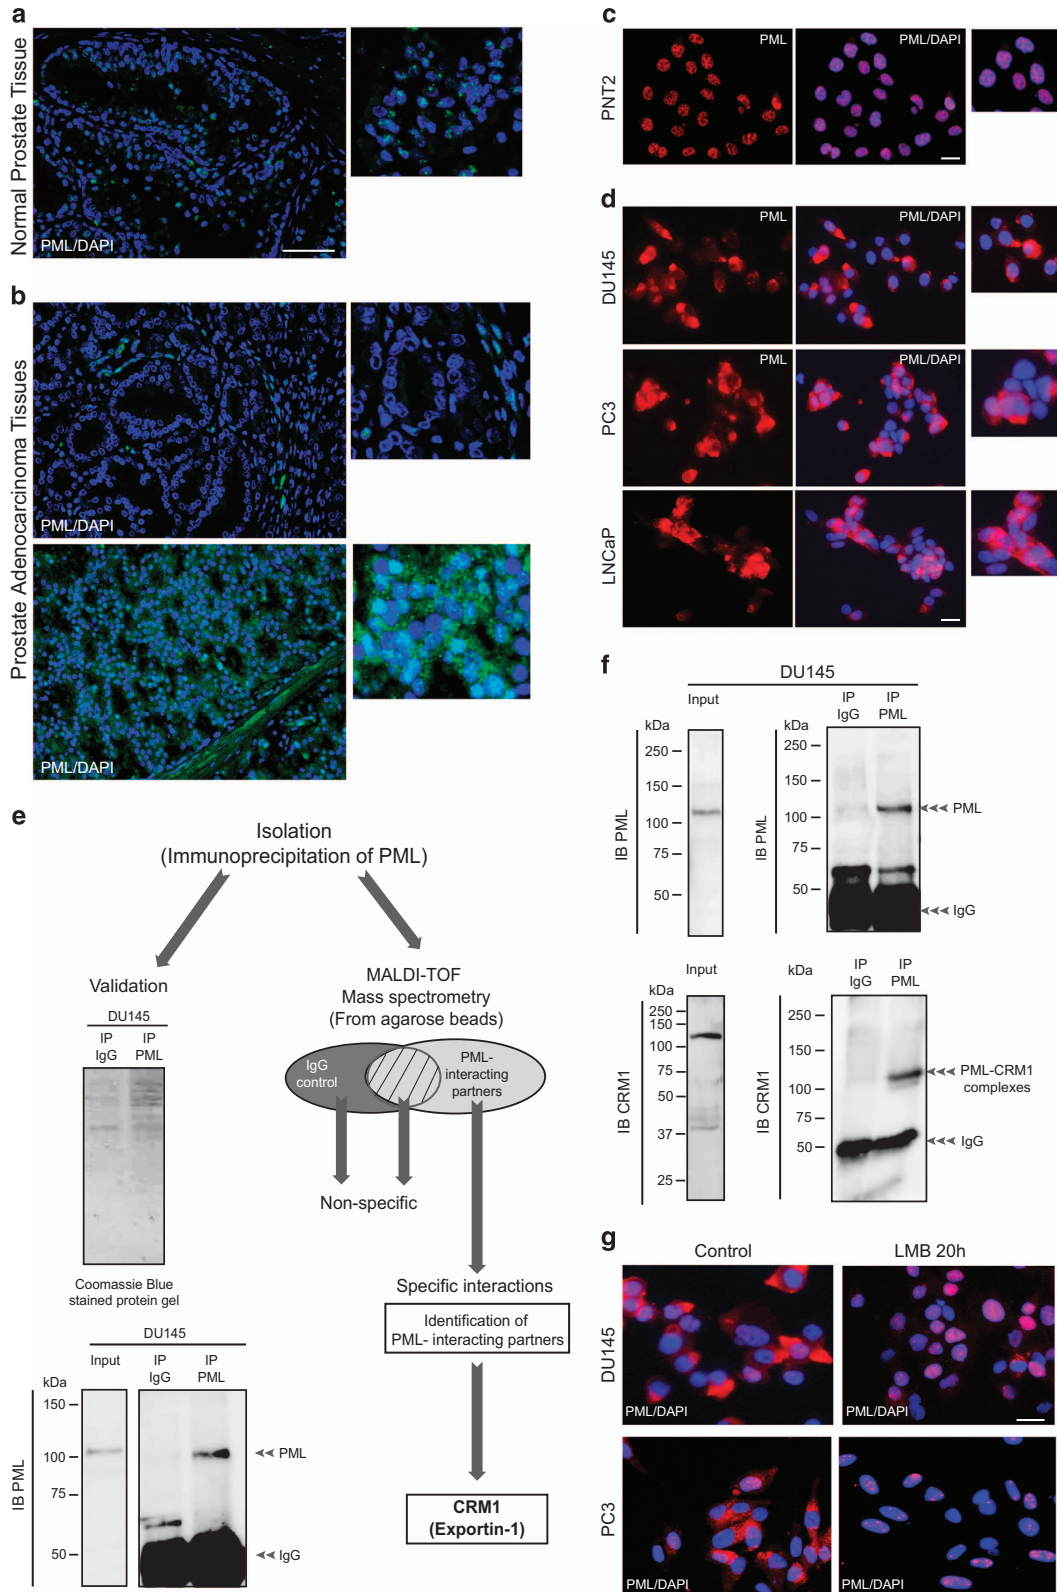 a
Normal Prostate Tissue
PML/DAPI
b
Prostate Adenocarcinoma Tissues
PML/DAPI
PML/DAPI
c
PNT2
PML
PML/DAPI
d
DU145
PML
PML/DAPI
PC3
PML
PML/DAPI
LNCaP
e
Isolation
(Immunoprecipitation of PML)
Validation
DU145
IP IgG
IP PML
Coomassie Blue
stained protein gel
MALDI-TOF
Mass spectrometry
(From agarose beads)
IgG
control
PML-
interacting
partners
Non-specific
Specific interactions
Identification of
PML- interacting partners
CRM1
(Exportin-1)
DU145
Input
IP IgG
IP PML
kDa
150
100
75
50
IB PML
PML
IgG
f
DU145
Input
kDa
250
150
100
75
50
IB PML
IP IgG
IP PML
kDa
250
150
100
75
50
IB PML
PML
IgG
Input
kDa
250
150
100
75
50
37
25
IB CRM1
kDa
IP IgG
IP PML
250
150
100
75
50
IB CRM1
PML-CRM1
complexes
IgG
g
Control
LMB 20h
DU145
PML/DAPI
PML/DAPI
PC3
PML/DAPI
PML/DAPI